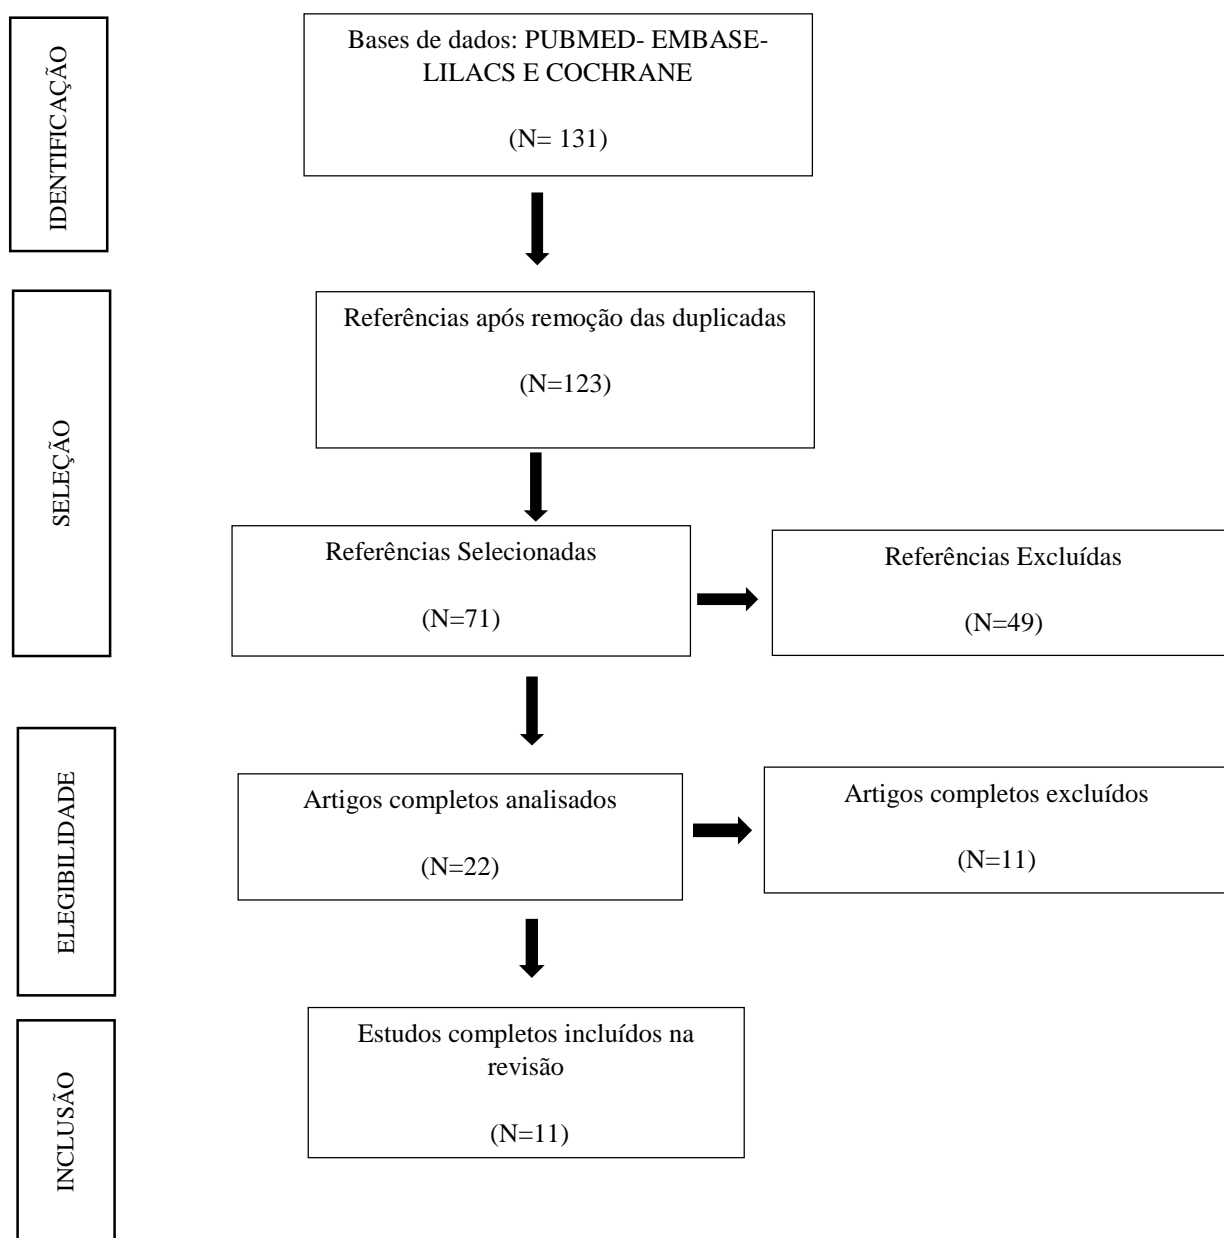 IDENTIFICAÇÃO
Bases de dados: PUBMED- EMBASE-
LILACS E COCHRANE
(N= 131)
SELEÇÃO
Referências após remoção das duplicadas
(N=123)
Referências Selecionadas
(N=71)
Referências Excluídas
(N=49)
ELEGIBILIDADE
Artigos completos analisados
(N=22)
Artigos completos excluídos
(N=11)
INCLUSÃO
Estudos completos incluídos na
revisão
(N=11)